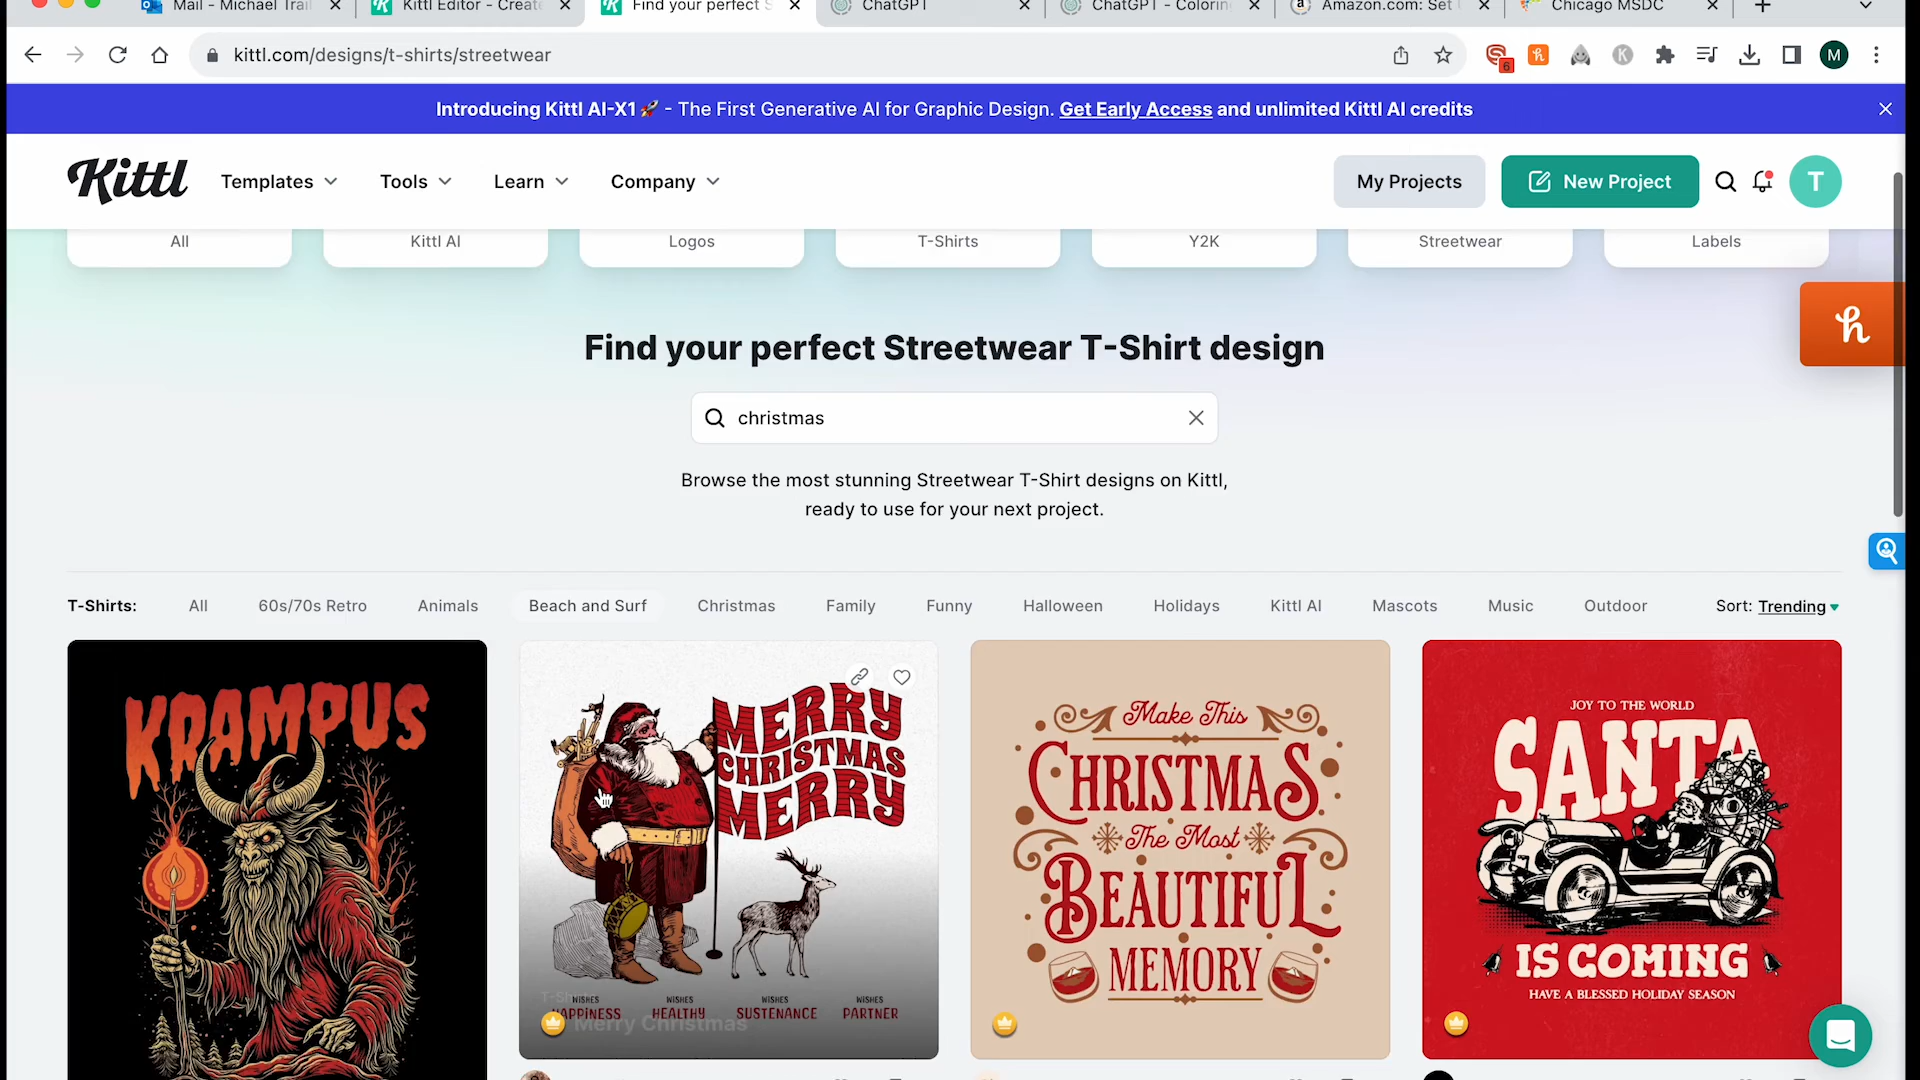 Mail - Michael Trail
Kittl Editor - Create
Find your perfect S
ChatGPT
ChatGPT - Colorin
Amazon.com: Set U
Chicago MSDC
kittl.com/designs/t-shirts/streetwear
6
M
Introducing Kittl AI-X1🚀 - The First Generative AI for Graphic Design. Get Early Access and unlimited Kittl AI credits
Kittl
Templates
Tools
Learn
Company
My Projects
New Project
T
All
Kittl AI
Logos
T-Shirts
Y2K
Streetwear
Labels
Find your perfect Streetwear T-Shirt design
christmas
Browse the most stunning Streetwear T-Shirt designs on Kittl,
ready to use for your next project.
T-Shirts:
All
60s/70s Retro
Animals
Beach and Surf
Christmas
Family
Funny
Halloween
Holidays
Kittl AI
Mascots
Music
Outdoor
Sort: Trending
KRAMPUS
MERRY
CHRISTMAS
MERRY
WISHES
HAPPINESS
WISHES
HEALTHY
WISHES
SUSTENANCE
WISHES
PARTNER
Merry Christmas
Make This
CHRISTMAS
The Most
BEAUTIFUL
MEMORY
JOY TO THE WORLD
SANTA
IS COMING
HAVE A BLESSED HOLIDAY SEASON